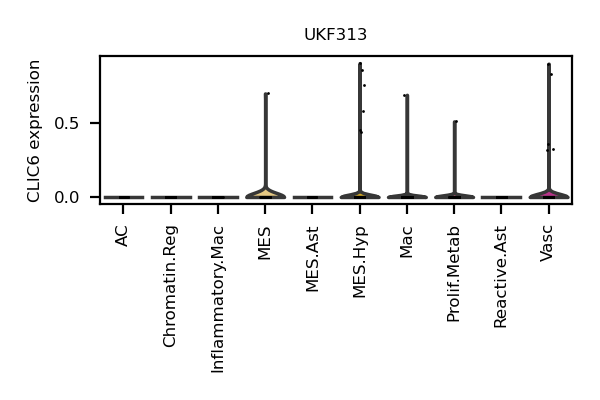 UKF313
CLIC6 expression
0.5
0.0
AC
Chromatin.Reg
Inflammatory.Mac
MES
MES.Ast
MES.Hyp
Mac
Prolif.Metab
Reactive.Ast
Vasc